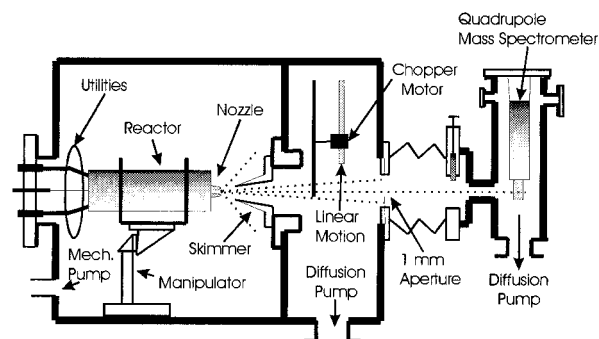 Quadrupole
Mass Spectrometer
Utilities
Reactor
Nozzle
Chopper
Motor
Skimmer
Linear
Motion
1 mm
Aperture
Mech.
Pump
Manipulator
Diffusion
Pump
Diffusion
Pump